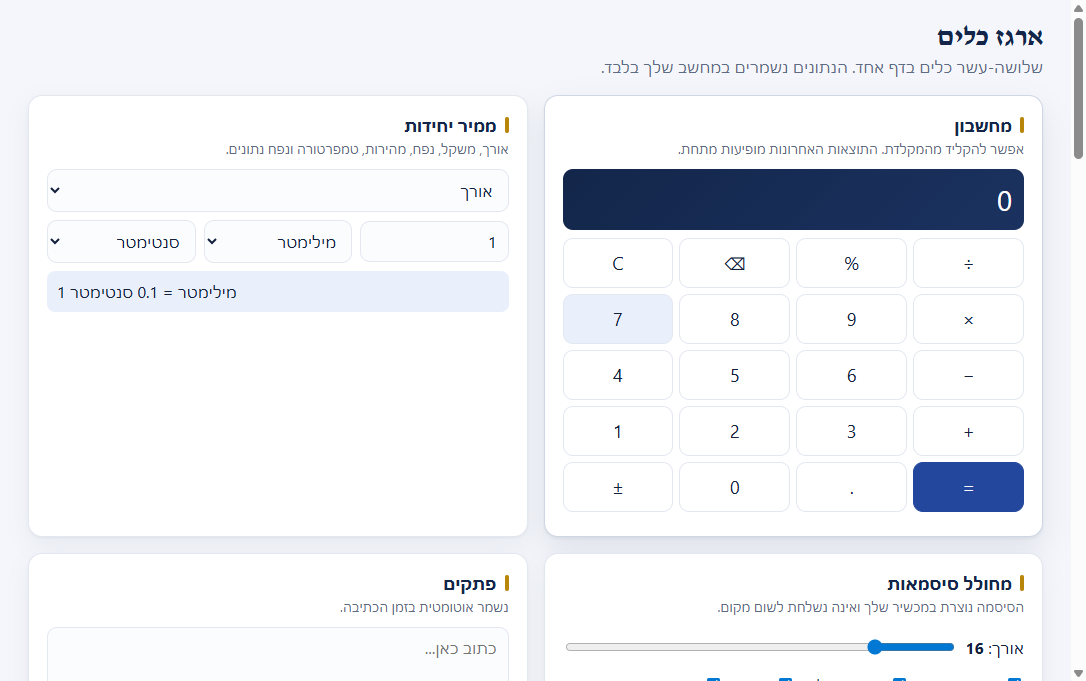 ארגז כלים
שלושה-עשר כלים בדף אחד. הנתונים נשמרים במחשב שלך בלבד.
מחשבון
אפשר להקליד מהמקלדת. התוצאות האחרונות מופיעות מתחת.
0
C ⌫ % ÷
7 8 9 ×
4 5 6 −
1 2 3 +
± 0 . =
ממיר יחידות
אורך, משקל, נפח, מהירות, טמפרטורה ונפח נתונים.
אורך
1 מילימטר סנטימטר
1 מילימטר = 0.1 סנטימטר
מחולל סיסמאות
הסיסמה נוצרת במכשיר שלך ואינה נשלחת לשום מקום.
אורך: 16
פתקים
נשמר אוטומטית בזמן הכתיבה.
כתוב כאן...